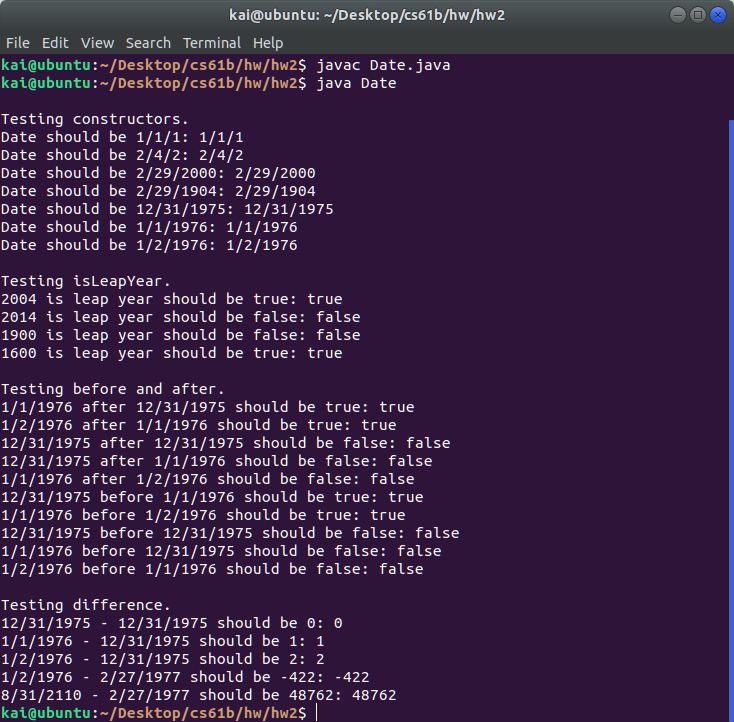 kai@ubuntu: ~/Desktop/cs61b/hw/hw2
File Edit View Search Terminal Help
kai@ubuntu:~/Desktop/cs61b/hw/hw2$ javac Date.java
kai@ubuntu:~/Desktop/cs61b/hw/hw2$ java Date
Testing constructors.
Date should be 1/1/1: 1/1/1
Date should be 2/4/2: 2/4/2
Date should be 2/29/2000: 2/29/2000
Date should be 2/29/1904: 2/29/1904
Date should be 12/31/1975: 12/31/1975
Date should be 1/1/1976: 1/1/1976
Date should be 1/2/1976: 1/2/1976
Testing isLeapYear.
2004 is leap year should be true: true
2014 is leap year should be false: false
1900 is leap year should be false: false
1600 is leap year should be true: true
Testing before and after.
1/1/1976 after 12/31/1975 should be true: true
1/2/1976 after 1/1/1976 should be true: true
12/31/1975 after 12/31/1975 should be false: false
12/31/1975 after 1/1/1976 should be false: false
1/1/1976 after 1/2/1976 should be false: false
12/31/1975 before 1/1/1976 should be true: true
1/1/1976 before 1/2/1976 should be true: true
12/31/1975 before 12/31/1975 should be false: false
1/1/1976 before 12/31/1975 should be false: false
1/2/1976 before 1/1/1976 should be false: false
Testing difference.
12/31/1975 - 12/31/1975 should be 0: 0
1/1/1976 - 12/31/1975 should be 1: 1
1/2/1976 - 12/31/1975 should be 2: 2
1/2/1976 - 2/27/1977 should be -422: -422
8/31/2110 - 2/27/1977 should be 48762: 48762
kai@ubuntu:~/Desktop/cs61b/hw/hw2$